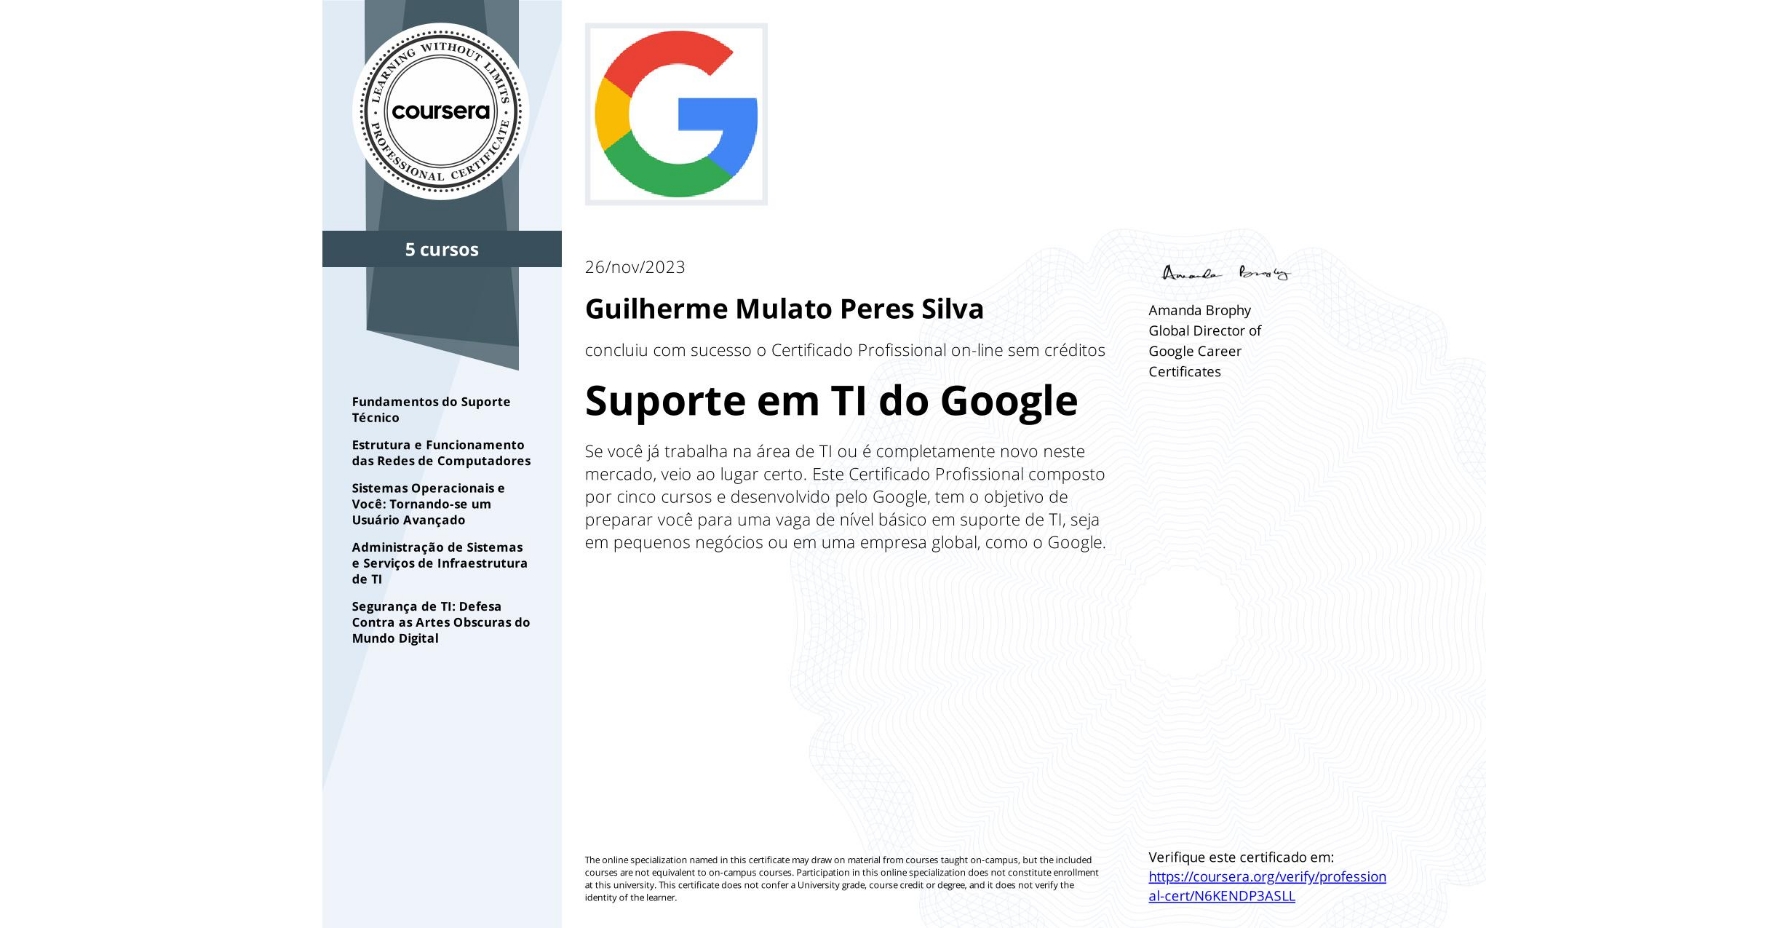 LEARNING WITHOUT LIMITS
coursera
PROFESSIONAL CERTIFICATE
5 cursos
Fundamentos do Suporte
Técnico
Estrutura e Funcionamento
das Redes de Computadores
Sistemas Operacionais e
Você: Tornando-se um
Usuário Avançado
Administração de Sistemas
e Serviços de Infraestrutura
de TI
Segurança de TI: Defesa
Contra as Artes Obscuras do
Mundo Digital
G
26/nov/2023
Guilherme Mulato Peres Silva
concluiu com sucesso o Certificado Profissional on-line sem créditos
Suporte em TI do Google
Se você já trabalha na área de TI ou é completamente novo neste
mercado, veio ao lugar certo. Este Certificado Profissional composto
por cinco cursos e desenvolvido pelo Google, tem o objetivo de
preparar você para uma vaga de nível básico em suporte de TI, seja
em pequenos negócios ou em uma empresa global, como o Google.
Amanda Brophy
Amanda Brophy
Global Director of
Google Career
Certificates
The online specialization named in this certificate may draw on material from courses taught on-campus, but the included
courses are not equivalent to on-campus courses. Participation in this online specialization does not constitute enrollment
at this university. This certificate does not confer a University grade, course credit or degree, and it does not verify the
identity of the learner.
Verifique este certificado em:
https://coursera.org/verify/profession
al-cert/N6KENDP3ASLL